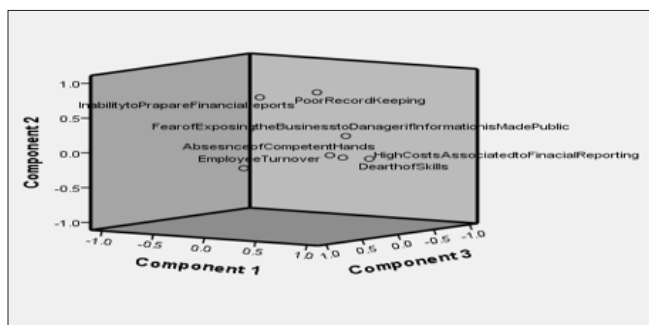 Component 2
1.0
0.5
0.0
-0.5
-1.0
InabilitytoPrapareFinancialReports
PoorRecordKeeping
FearofExposingtheBusinesstoDanagerifInformationisMadePublic
AbsesnceofCompetentHands
EmployeeTurnover
HighCostsAssociatedtoFinacialReporting
DearthofSkills
-1.0 -0.5 0.0 0.5 1.0
Component 1
1.0 0.5 0.0 -0.5 -1.0
Component 3